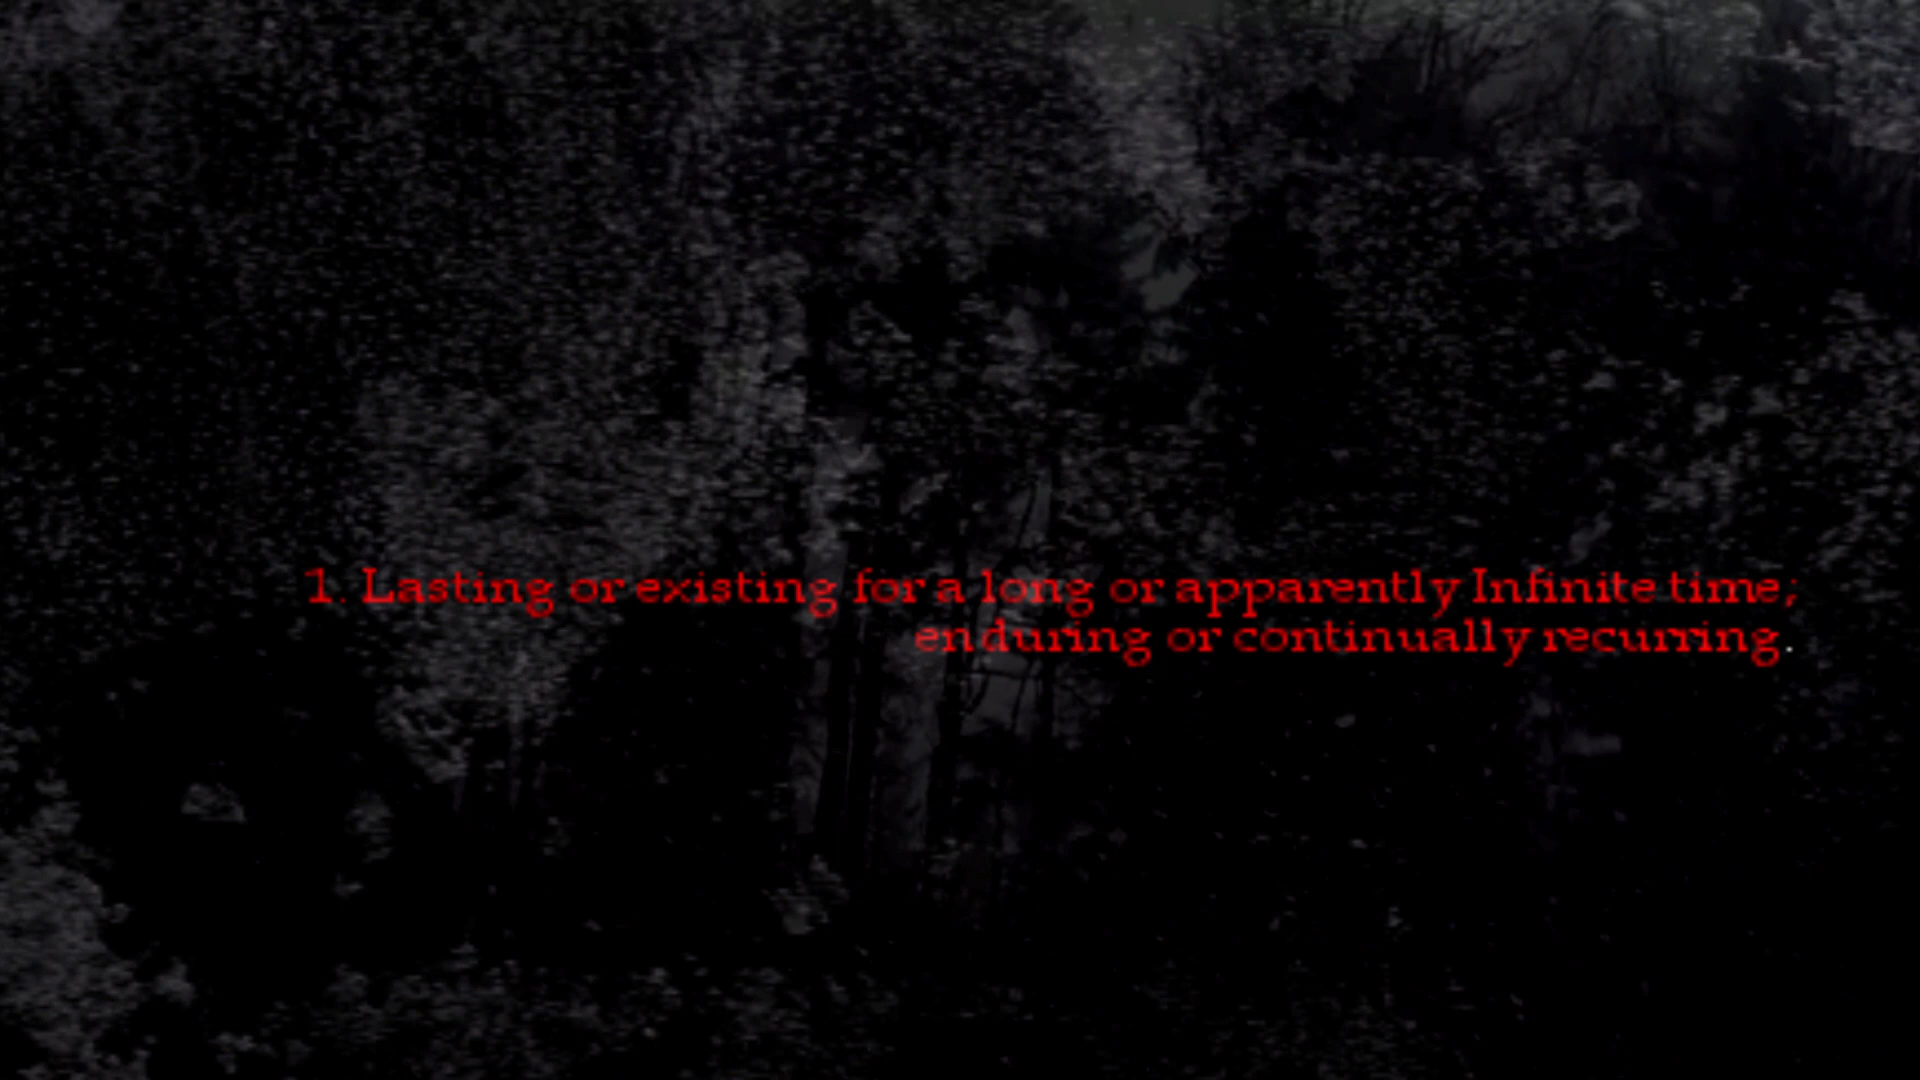 1. Lasting or existing for a long or apparently Infinite time;
enduring or continually recurring.